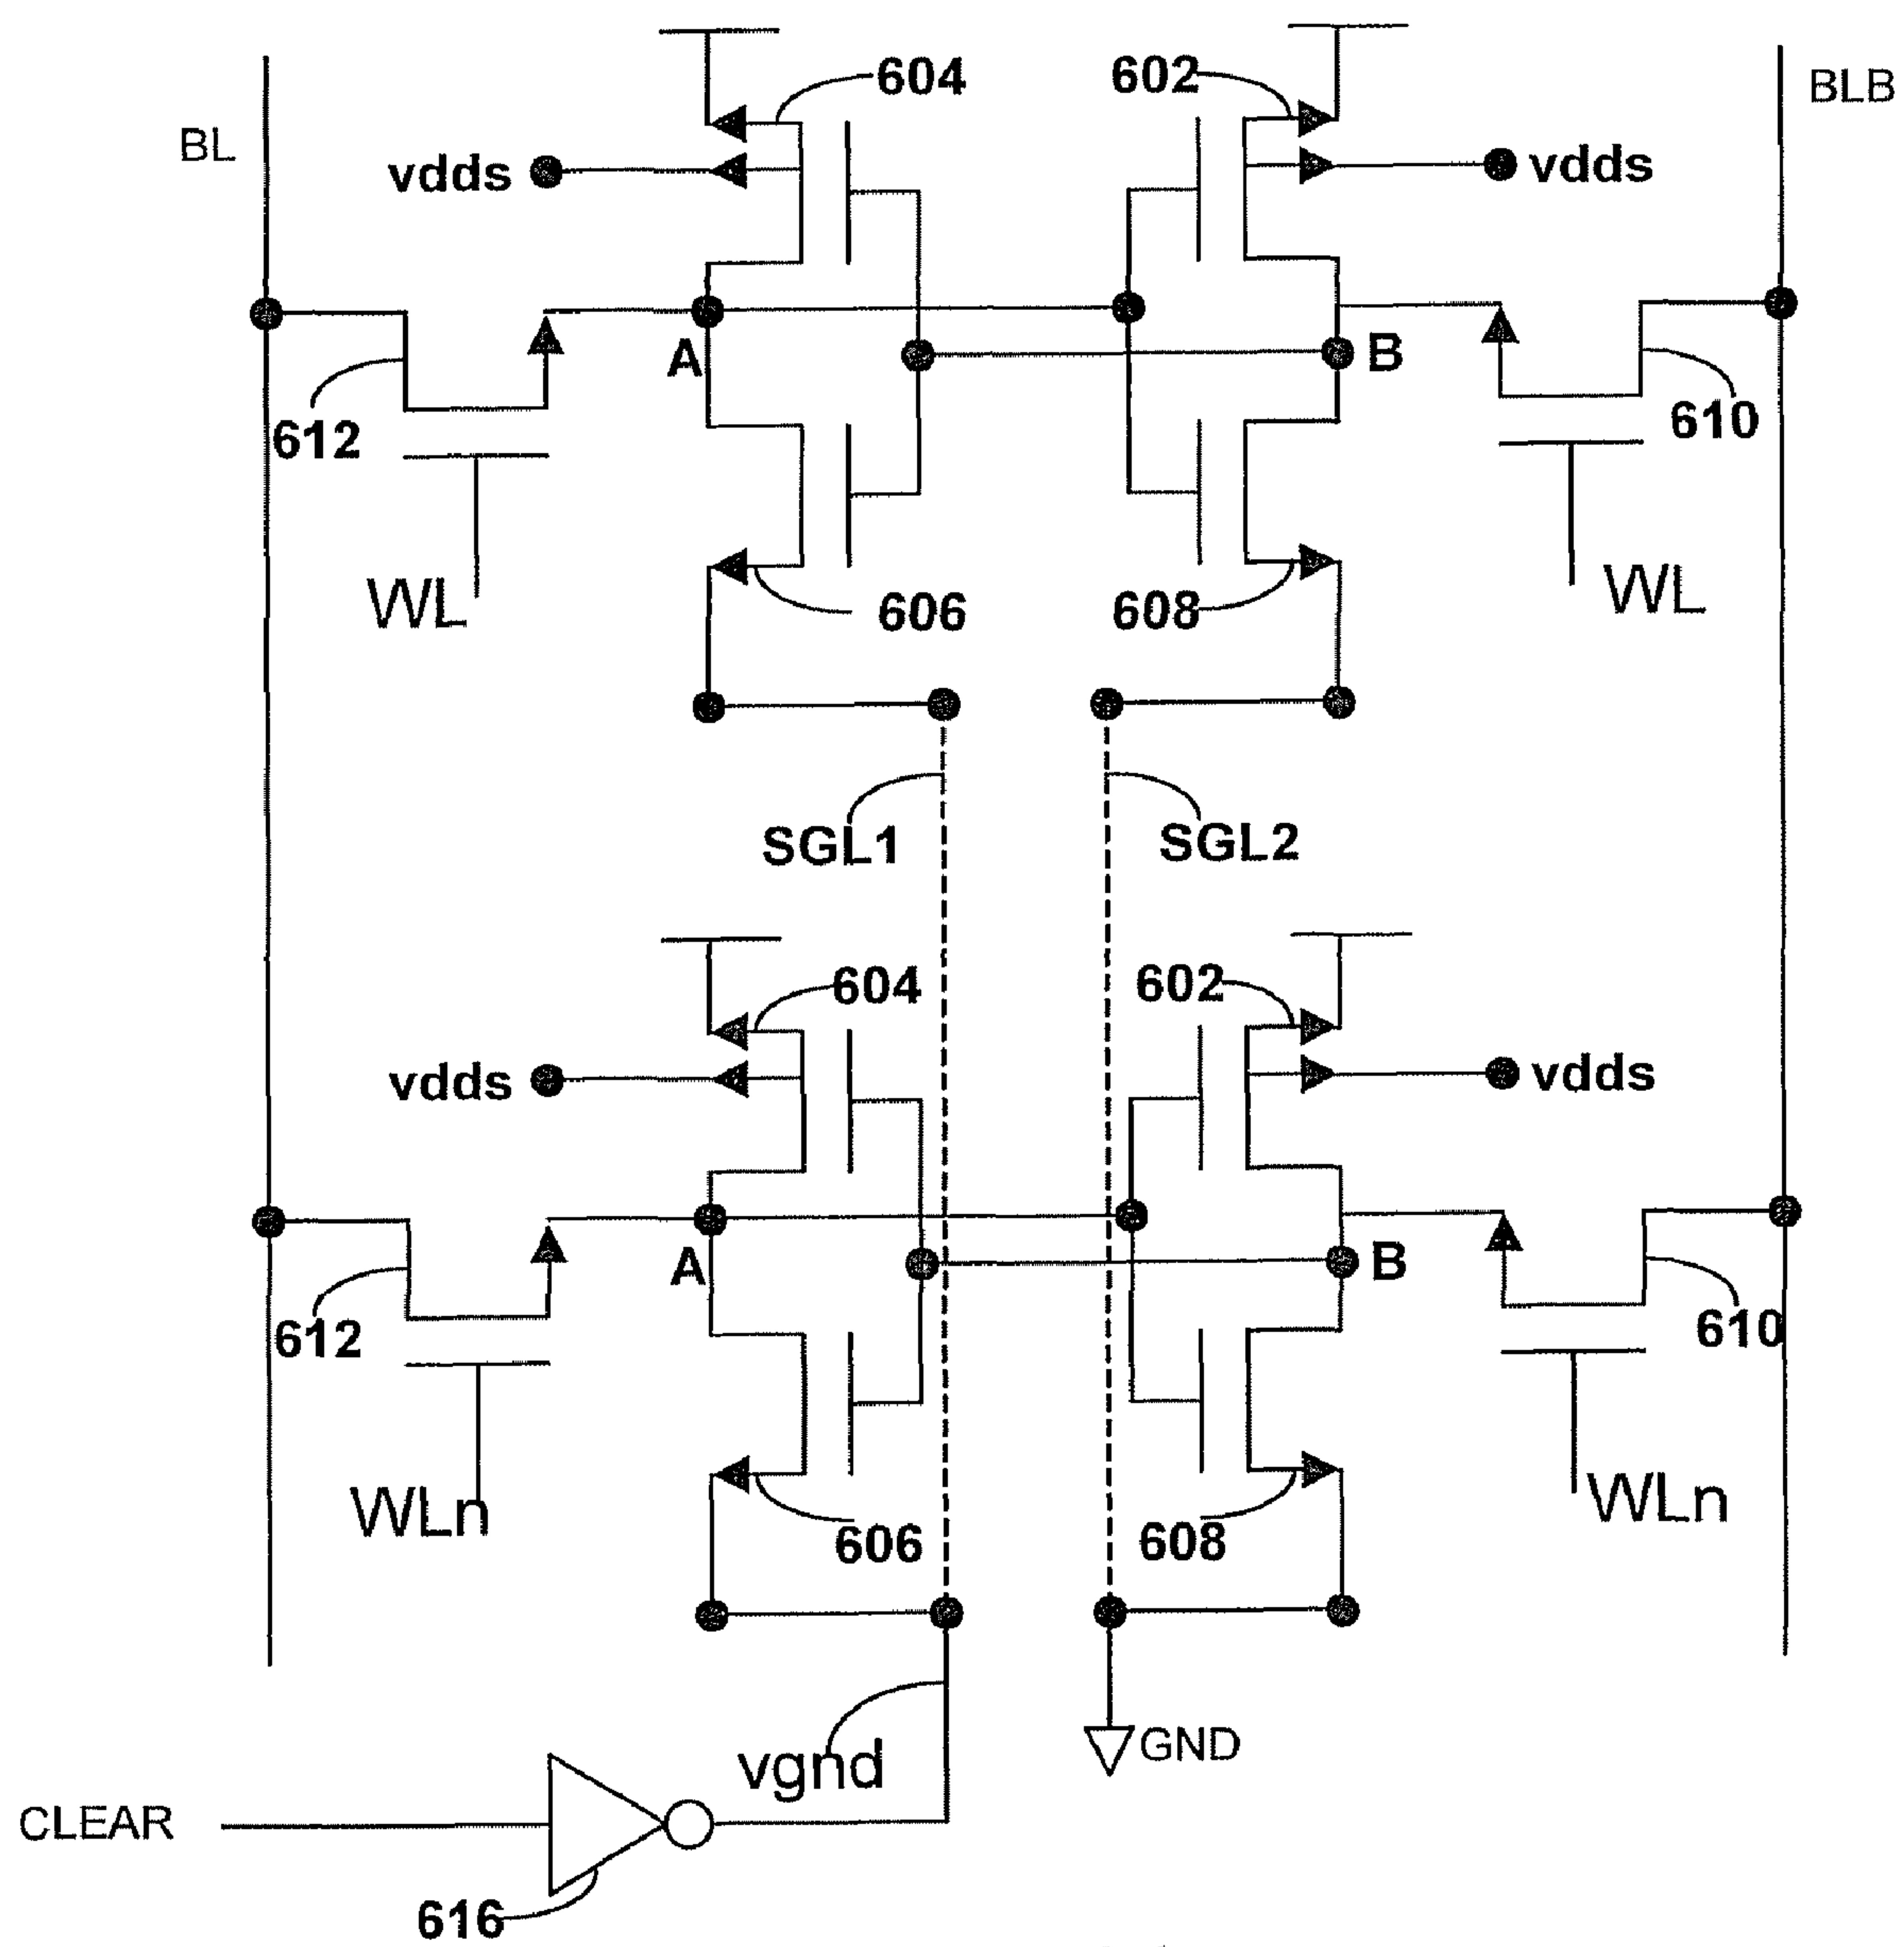 604
602
BL
BLB
vdds
vdds
A
B
612
610
WL
WL
606
608
SGL1
SGL2
604
602
vdds
vdds
A
B
612
610
WLn
WLn
606
608
vgnd
GND
CLEAR
616